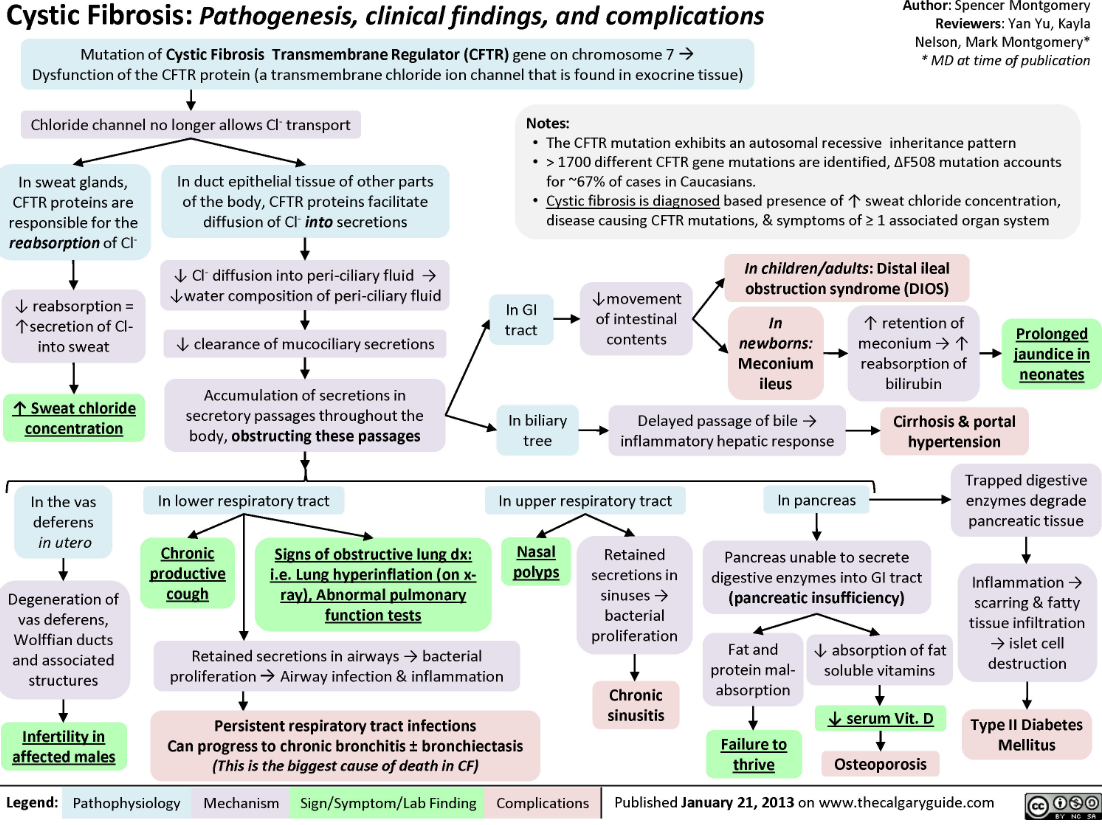 Cystic Fibrosis: Pathogenesis, clinical findings, and complications
Author: Spencer Montgomery
Reviewers: Yan Yu, Kayla
Nelson, Mark Montgomery*
* MD at time of publication
Mutation of Cystic Fibrosis Transmembrane Regulator (CFTR) gene on chromosome 7 →
Dysfunction of the CFTR protein (a transmembrane chloride ion channel that is found in exocrine tissue)
Chloride channel no longer allows Cl⁻ transport
Notes:
• The CFTR mutation exhibits an autosomal recessive inheritance pattern
• > 1700 different CFTR gene mutations are identified, ΔF508 mutation accounts
for ~67% of cases in Caucasians.
• Cystic fibrosis is diagnosed based presence of ↑ sweat chloride concentration,
disease causing CFTR mutations, & symptoms of ≥ 1 associated organ system
In sweat glands,
CFTR proteins are
responsible for the
reabsorption of Cl⁻
In duct epithelial tissue of other parts
of the body, CFTR proteins facilitate
diffusion of Cl⁻ into secretions
↓ reabsorption =
↑secretion of Cl-
into sweat
↑ Sweat chloride
concentration
↓ Cl⁻ diffusion into peri-ciliary fluid →
↓water composition of peri-ciliary fluid
↓ clearance of mucociliary secretions
Accumulation of secretions in
secretory passages throughout the
body, obstructing these passages
In GI
tract
↓movement
of intestinal
contents
In children/adults: Distal ileal
obstruction syndrome (DIOS)
In
newborns:
Meconium
ileus
↑ retention of
meconium → ↑
reabsorption of
bilirubin
Prolonged
jaundice in
neonates
In biliary
tree
Delayed passage of bile →
inflammatory hepatic response
Cirrhosis & portal
hypertension
In the vas
deferens
in utero
Degeneration of
vas deferens,
Wolffian ducts
and associated
structures
Infertility in
affected males
In lower respiratory tract
Chronic
productive
cough
Signs of obstructive lung dx:
i.e. Lung hyperinflation (on x-
ray), Abnormal pulmonary
function tests
Retained secretions in airways → bacterial
proliferation → Airway infection & inflammation
Persistent respiratory tract infections
Can progress to chronic bronchitis ± bronchiectasis
(This is the biggest cause of death in CF)
In upper respiratory tract
Nasal
polyps
Retained
secretions in
sinuses →
bacterial
proliferation
Chronic
sinusitis
In pancreas
Pancreas unable to secrete
digestive enzymes into GI tract
(pancreatic insufficiency)
Fat and
protein mal-
absorption
Failure to
thrive
↓ absorption of fat
soluble vitamins
↓ serum Vit. D
Osteoporosis
Trapped digestive
enzymes degrade
pancreatic tissue
Inflammation →
scarring & fatty
tissue infiltration
→ islet cell
destruction
Type II Diabetes
Mellitus
Legend: Pathophysiology Mechanism Sign/Symptom/Lab Finding Complications
Published January 21, 2013 on www.thecalgaryguide.com
cc BY NC SA